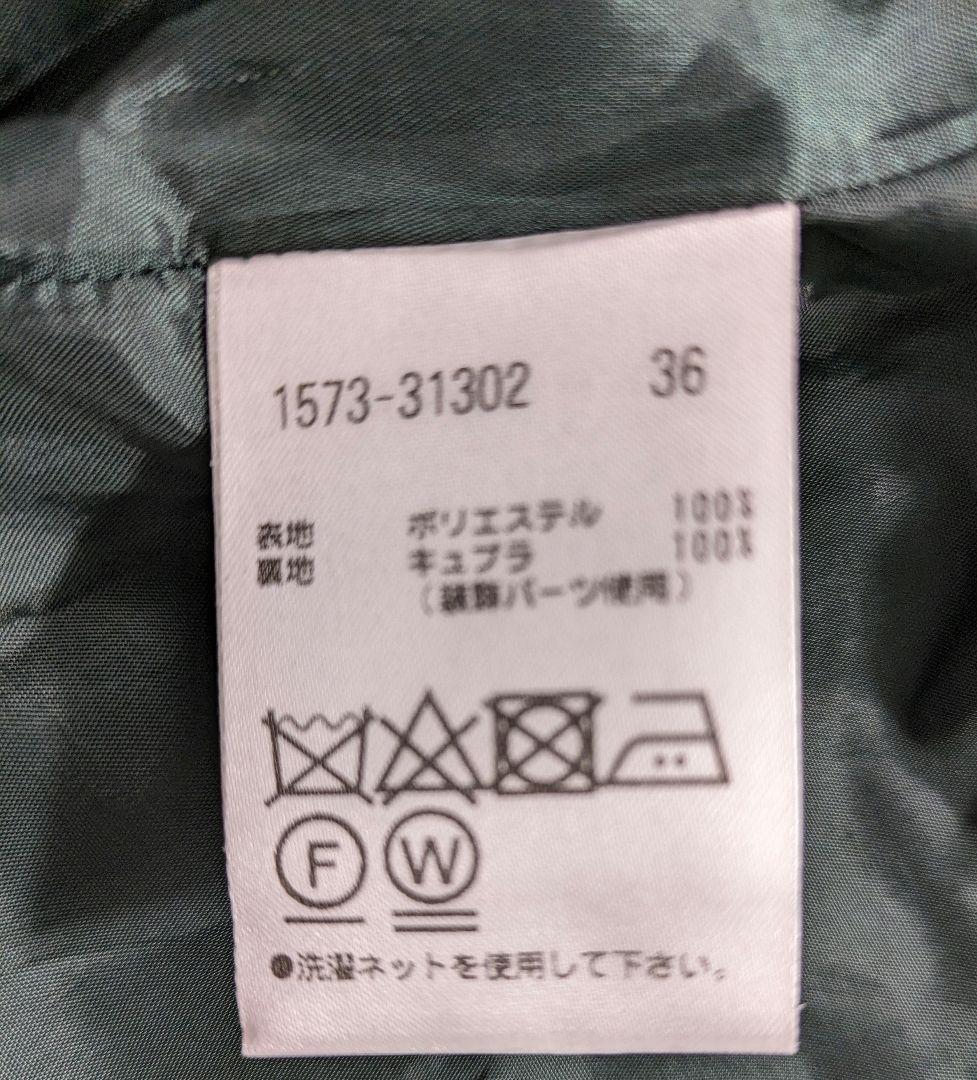 1573-31302 36
表地 ポリエステル 100%
裏地 キュプラ 100%
(装飾パーツ使用)
F W
●洗濯ネットを使用して下さい。